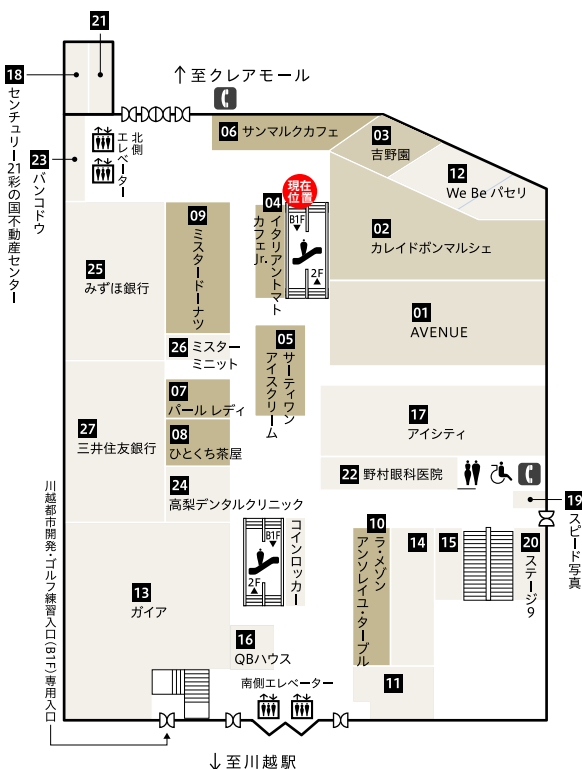 21
18
センチュリー21彩の国不動産センター
↑至クレアモール
23
バンコドウ
北側
エレベーター
06 サンマルクカフェ
03
吉野園
12
We Be パセリ
現在
位置
04
イタリアントマト
カフェJr.
B1F
2F
02
カレイドボンマルシェ
09
ミスタードーナツ
25
みずほ銀行
01
AVENUE
26 ミスター
ミニット
05
サーティワン
アイスクリーム
07
パール レディ
08
ひとくち茶屋
27
三井住友銀行
17
アイシティ
22 野村眼科医院
24
高梨デンタルクリニック
19
スピード写真
川越都市開発・ゴルフ練習入口(B1F)専用入口
コインロッカー
B1F
2F
10
ラ・メゾン
アンソレイユ・ターブル
14
15
20
ステージ9
13
ガイア
16
QBハウス
11
南側エレベーター
↓至川越駅